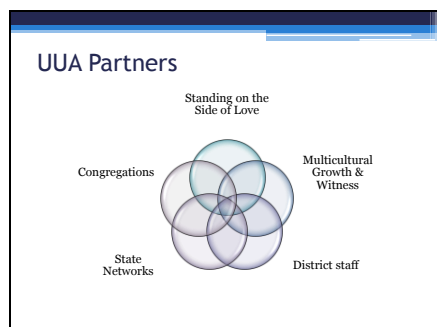 UUA Partners
Standing on the
Side of Love
Congregations
Multicultural
Growth &
Witness
State
Networks
District staff